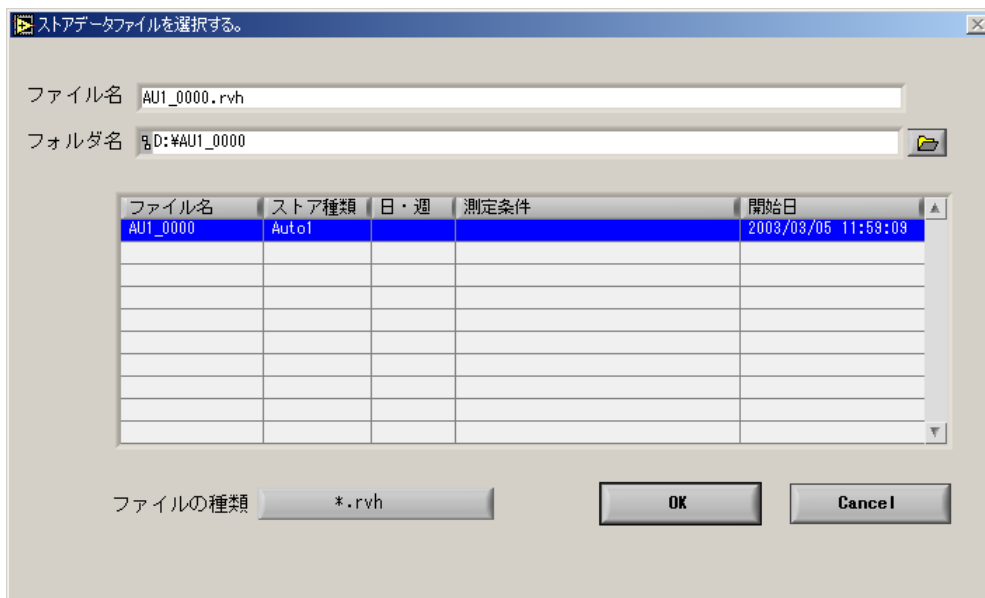 ストアデータファイルを選択する。
ファイル名 AU1_0000.rvh
フォルダ名 D:¥AU1_0000
ファイル名 ストア種類 日・週 測定条件 開始日
AU1_0000 Auto1 2003/03/05 11:59:09
ファイルの種類 *.rvh OK Cancel